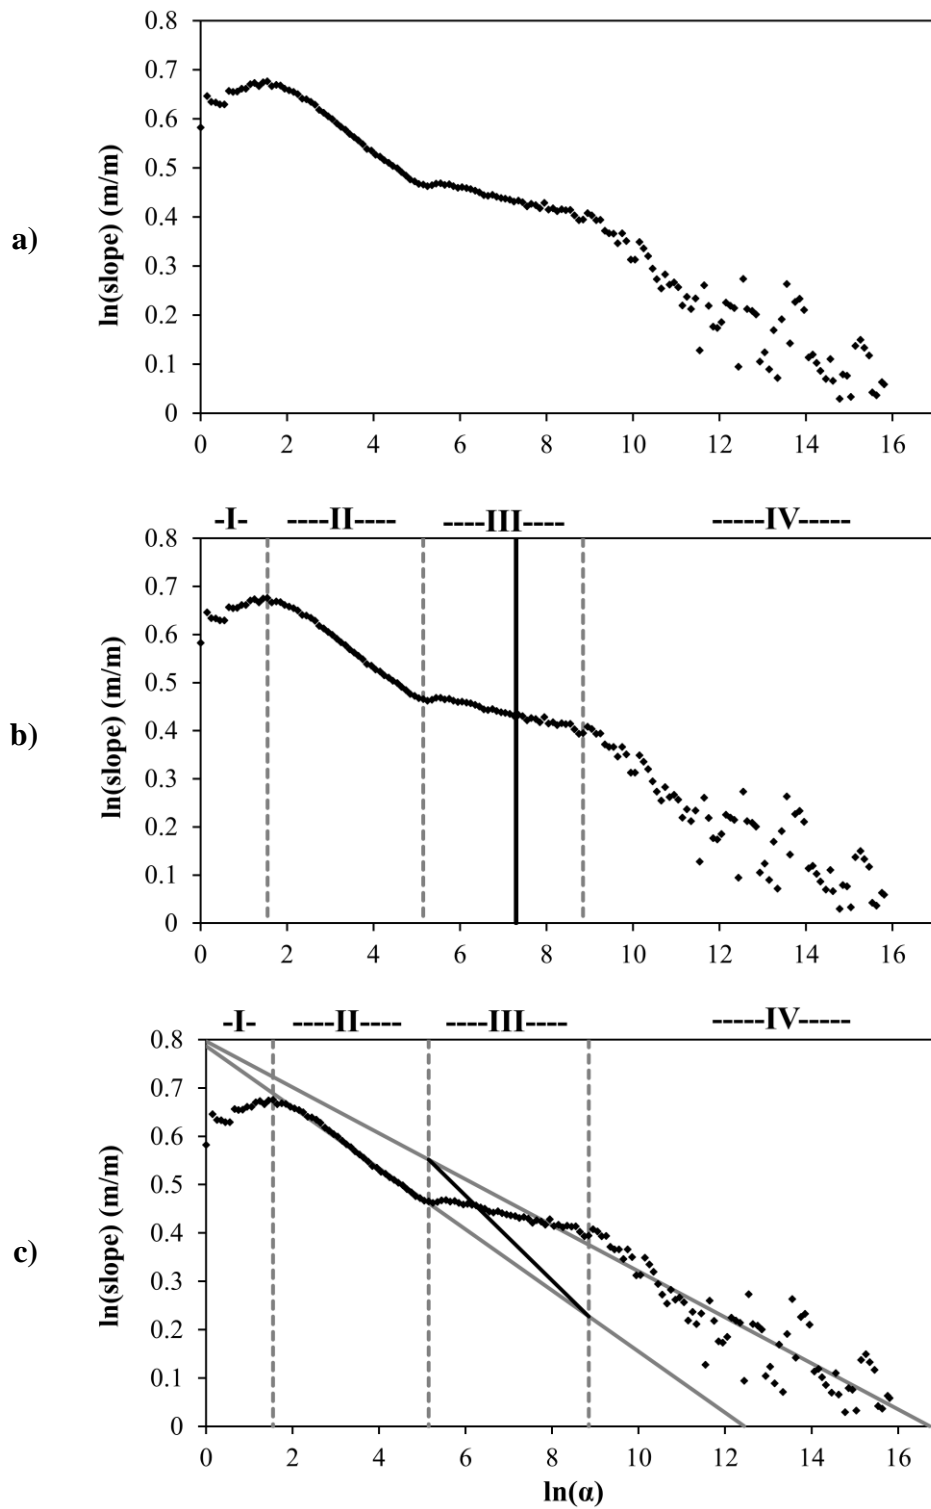 a)
ln(slope) (m/m)
0.8
0.7
0.6
0.5
0.4
0.3
0.2
0.1
0
0 2 4 6 8 10 12 14 16
-I- ----II---- ----III---- -----IV-----
b)
ln(slope) (m/m)
0.8
0.7
0.6
0.5
0.4
0.3
0.2
0.1
0
0 2 4 6 8 10 12 14 16
-I- ----II---- ----III---- -----IV-----
c)
ln(slope) (m/m)
0.8
0.7
0.6
0.5
0.4
0.3
0.2
0.1
0
0 2 4 6 8 10 12 14 16
ln(α)